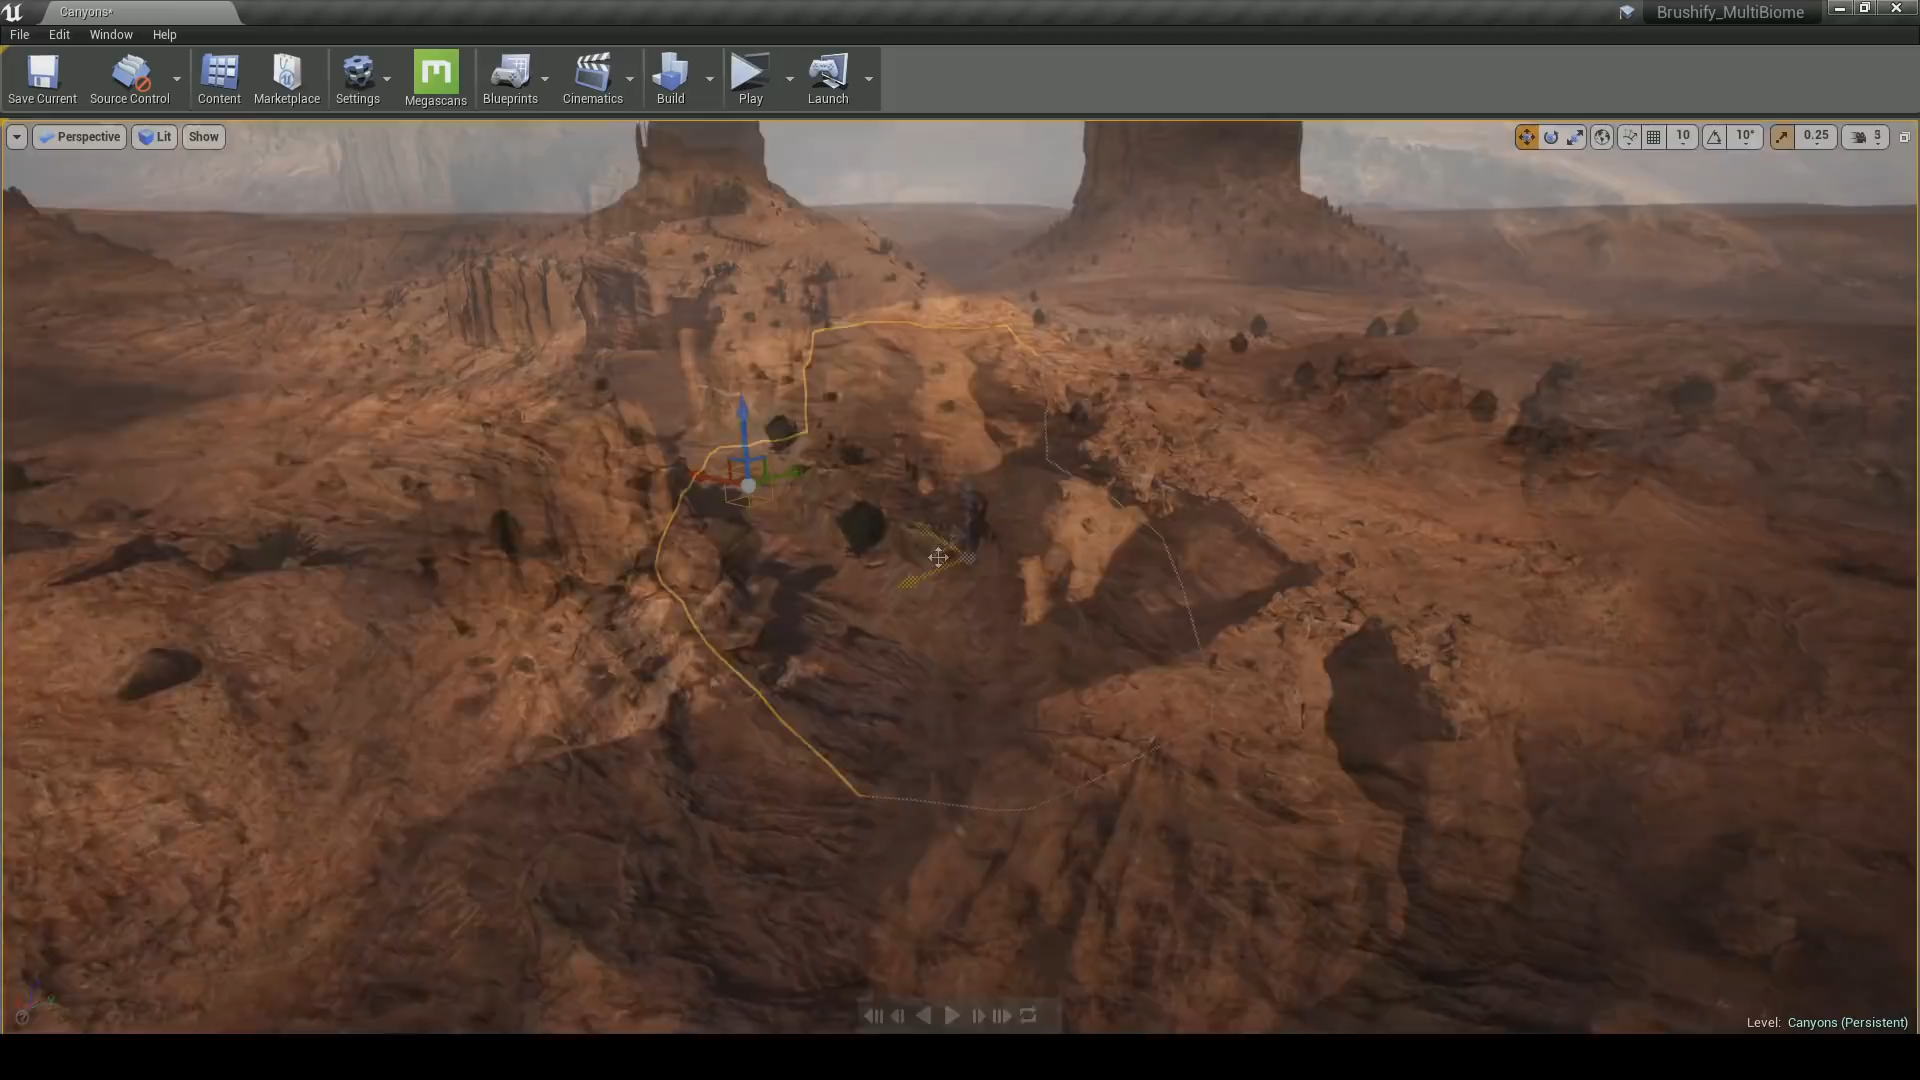 Canyons*
Brushify_MultiBiome
File Edit Window Help
Save Current Source Control Content Marketplace Settings Megascans Blueprints Cinematics Build Play Launch
Perspective Lit Show 10 10° 0.25 3
Level: Canyons (Persistent)